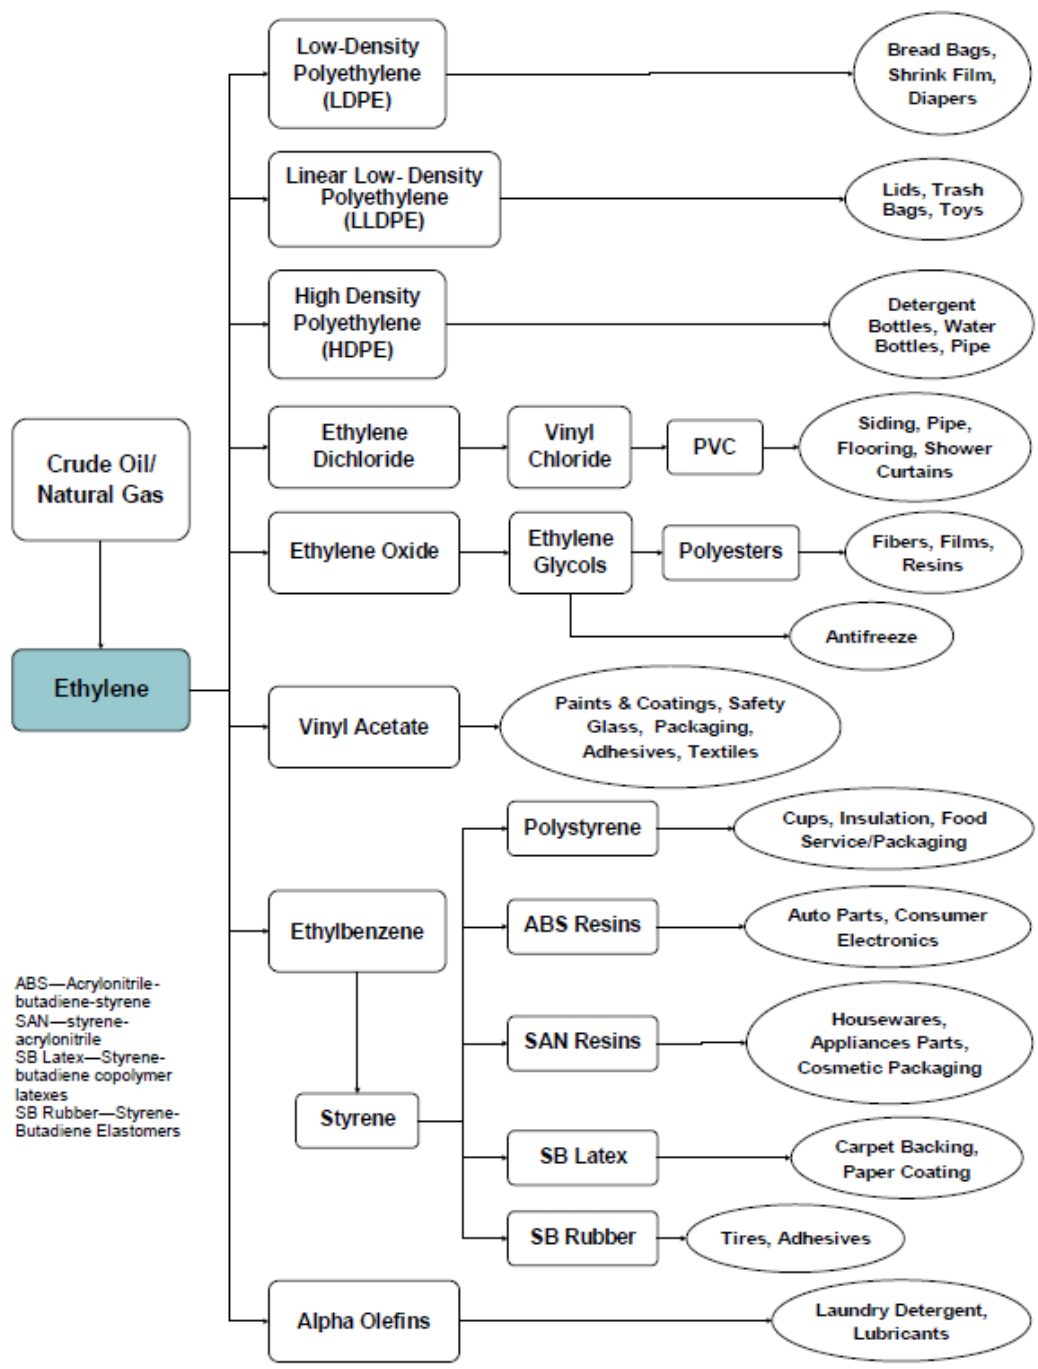 Low-Density
Polyethylene
(LDPE)
Bread Bags,
Shrink Film,
Diapers
Linear Low- Density
Polyethylene
(LLDPE)
Lids, Trash
Bags, Toys
High Density
Polyethylene
(HDPE)
Detergent
Bottles, Water
Bottles, Pipe
Crude Oil/
Natural Gas
Ethylene
Dichloride
Vinyl
Chloride
PVC
Siding, Pipe,
Flooring, Shower
Curtains
Ethylene Oxide
Ethylene
Glycols
Polyesters
Fibers, Films,
Resins
Antifreeze
Ethylene
Vinyl Acetate
Paints & Coatings, Safety
Glass, Packaging,
Adhesives, Textiles
Polystyrene
Cups, Insulation, Food
Service/Packaging
Ethylbenzene
ABS Resins
Auto Parts, Consumer
Electronics
SAN Resins
Housewares,
Appliances Parts,
Cosmetic Packaging
Styrene
SB Latex
Carpet Backing,
Paper Coating
SB Rubber
Tires, Adhesives
Alpha Olefins
Laundry Detergent,
Lubricants
ABS—Acrylonitrile-
butadiene-styrene
SAN—styrene-
acrylonitrile
SB Latex—Styrene-
butadiene copolymer
latexes
SB Rubber—Styrene-
Butadiene Elastomers